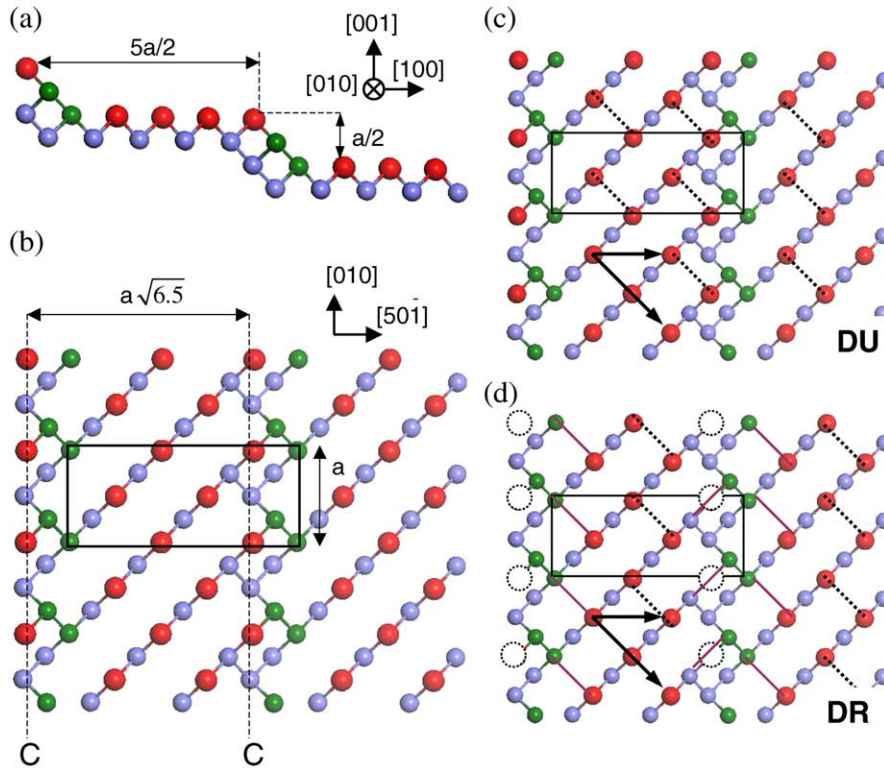 (a)
5a/2
[001]
[010]
[100]
a/2
(b)
a√6.5
[010]
[501̄]
a
C
C
(c)
DU
(d)
DR